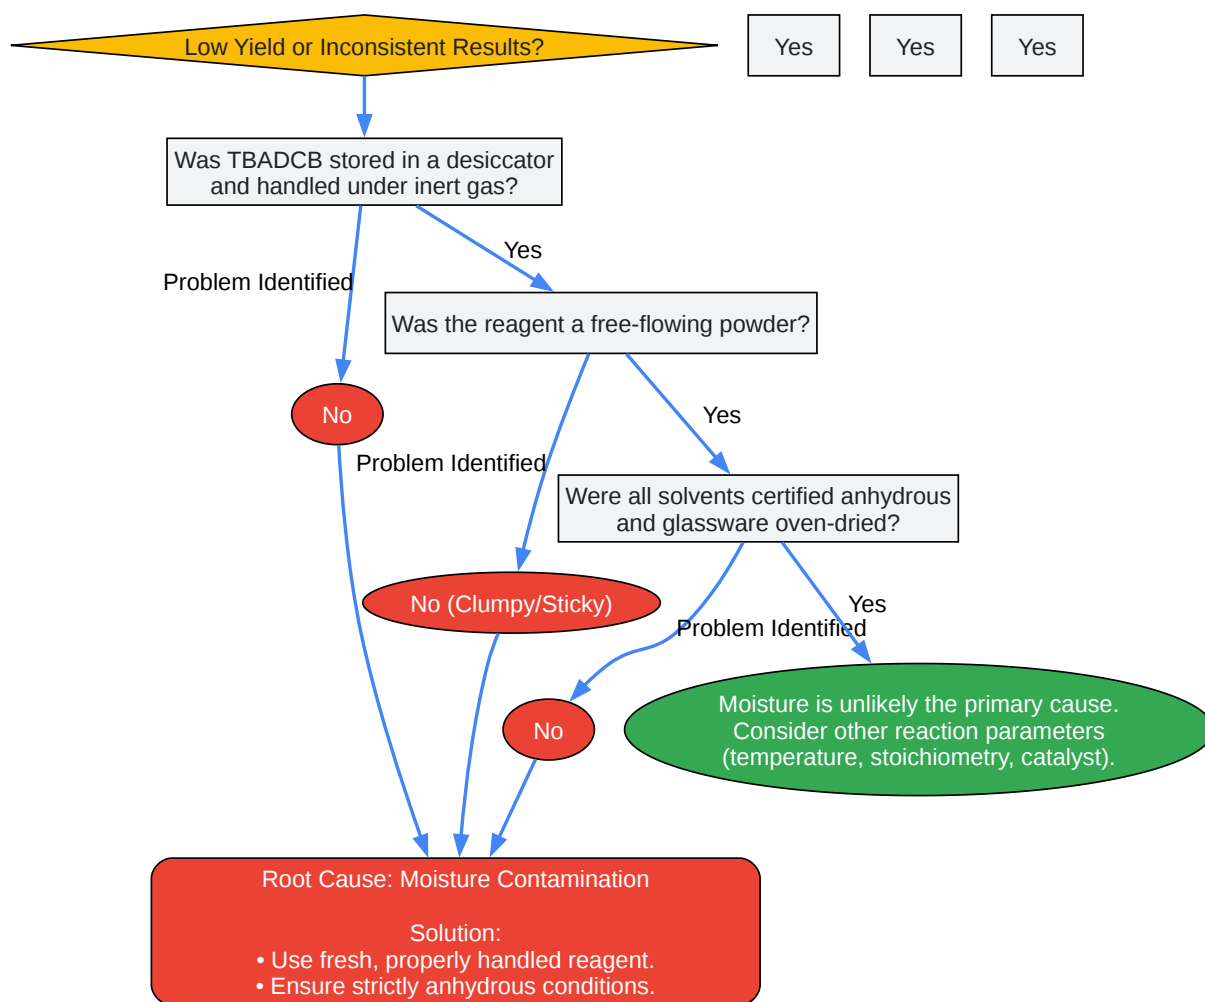 Low Yield or Inconsistent Results?
Yes
Yes
Yes
Was TBADCB stored in a desiccator
and handled under inert gas?
Problem Identified
Yes
Was the reagent a free-flowing powder?
No
Yes
Problem Identified
Were all solvents certified anhydrous
and glassware oven-dried?
No (Clumpy/Sticky)
Yes
Problem Identified
No
Moisture is unlikely the primary cause.
Consider other reaction parameters
(temperature, stoichiometry, catalyst).
Root Cause: Moisture Contamination
Solution:
• Use fresh, properly handled reagent.
• Ensure strictly anhydrous conditions.